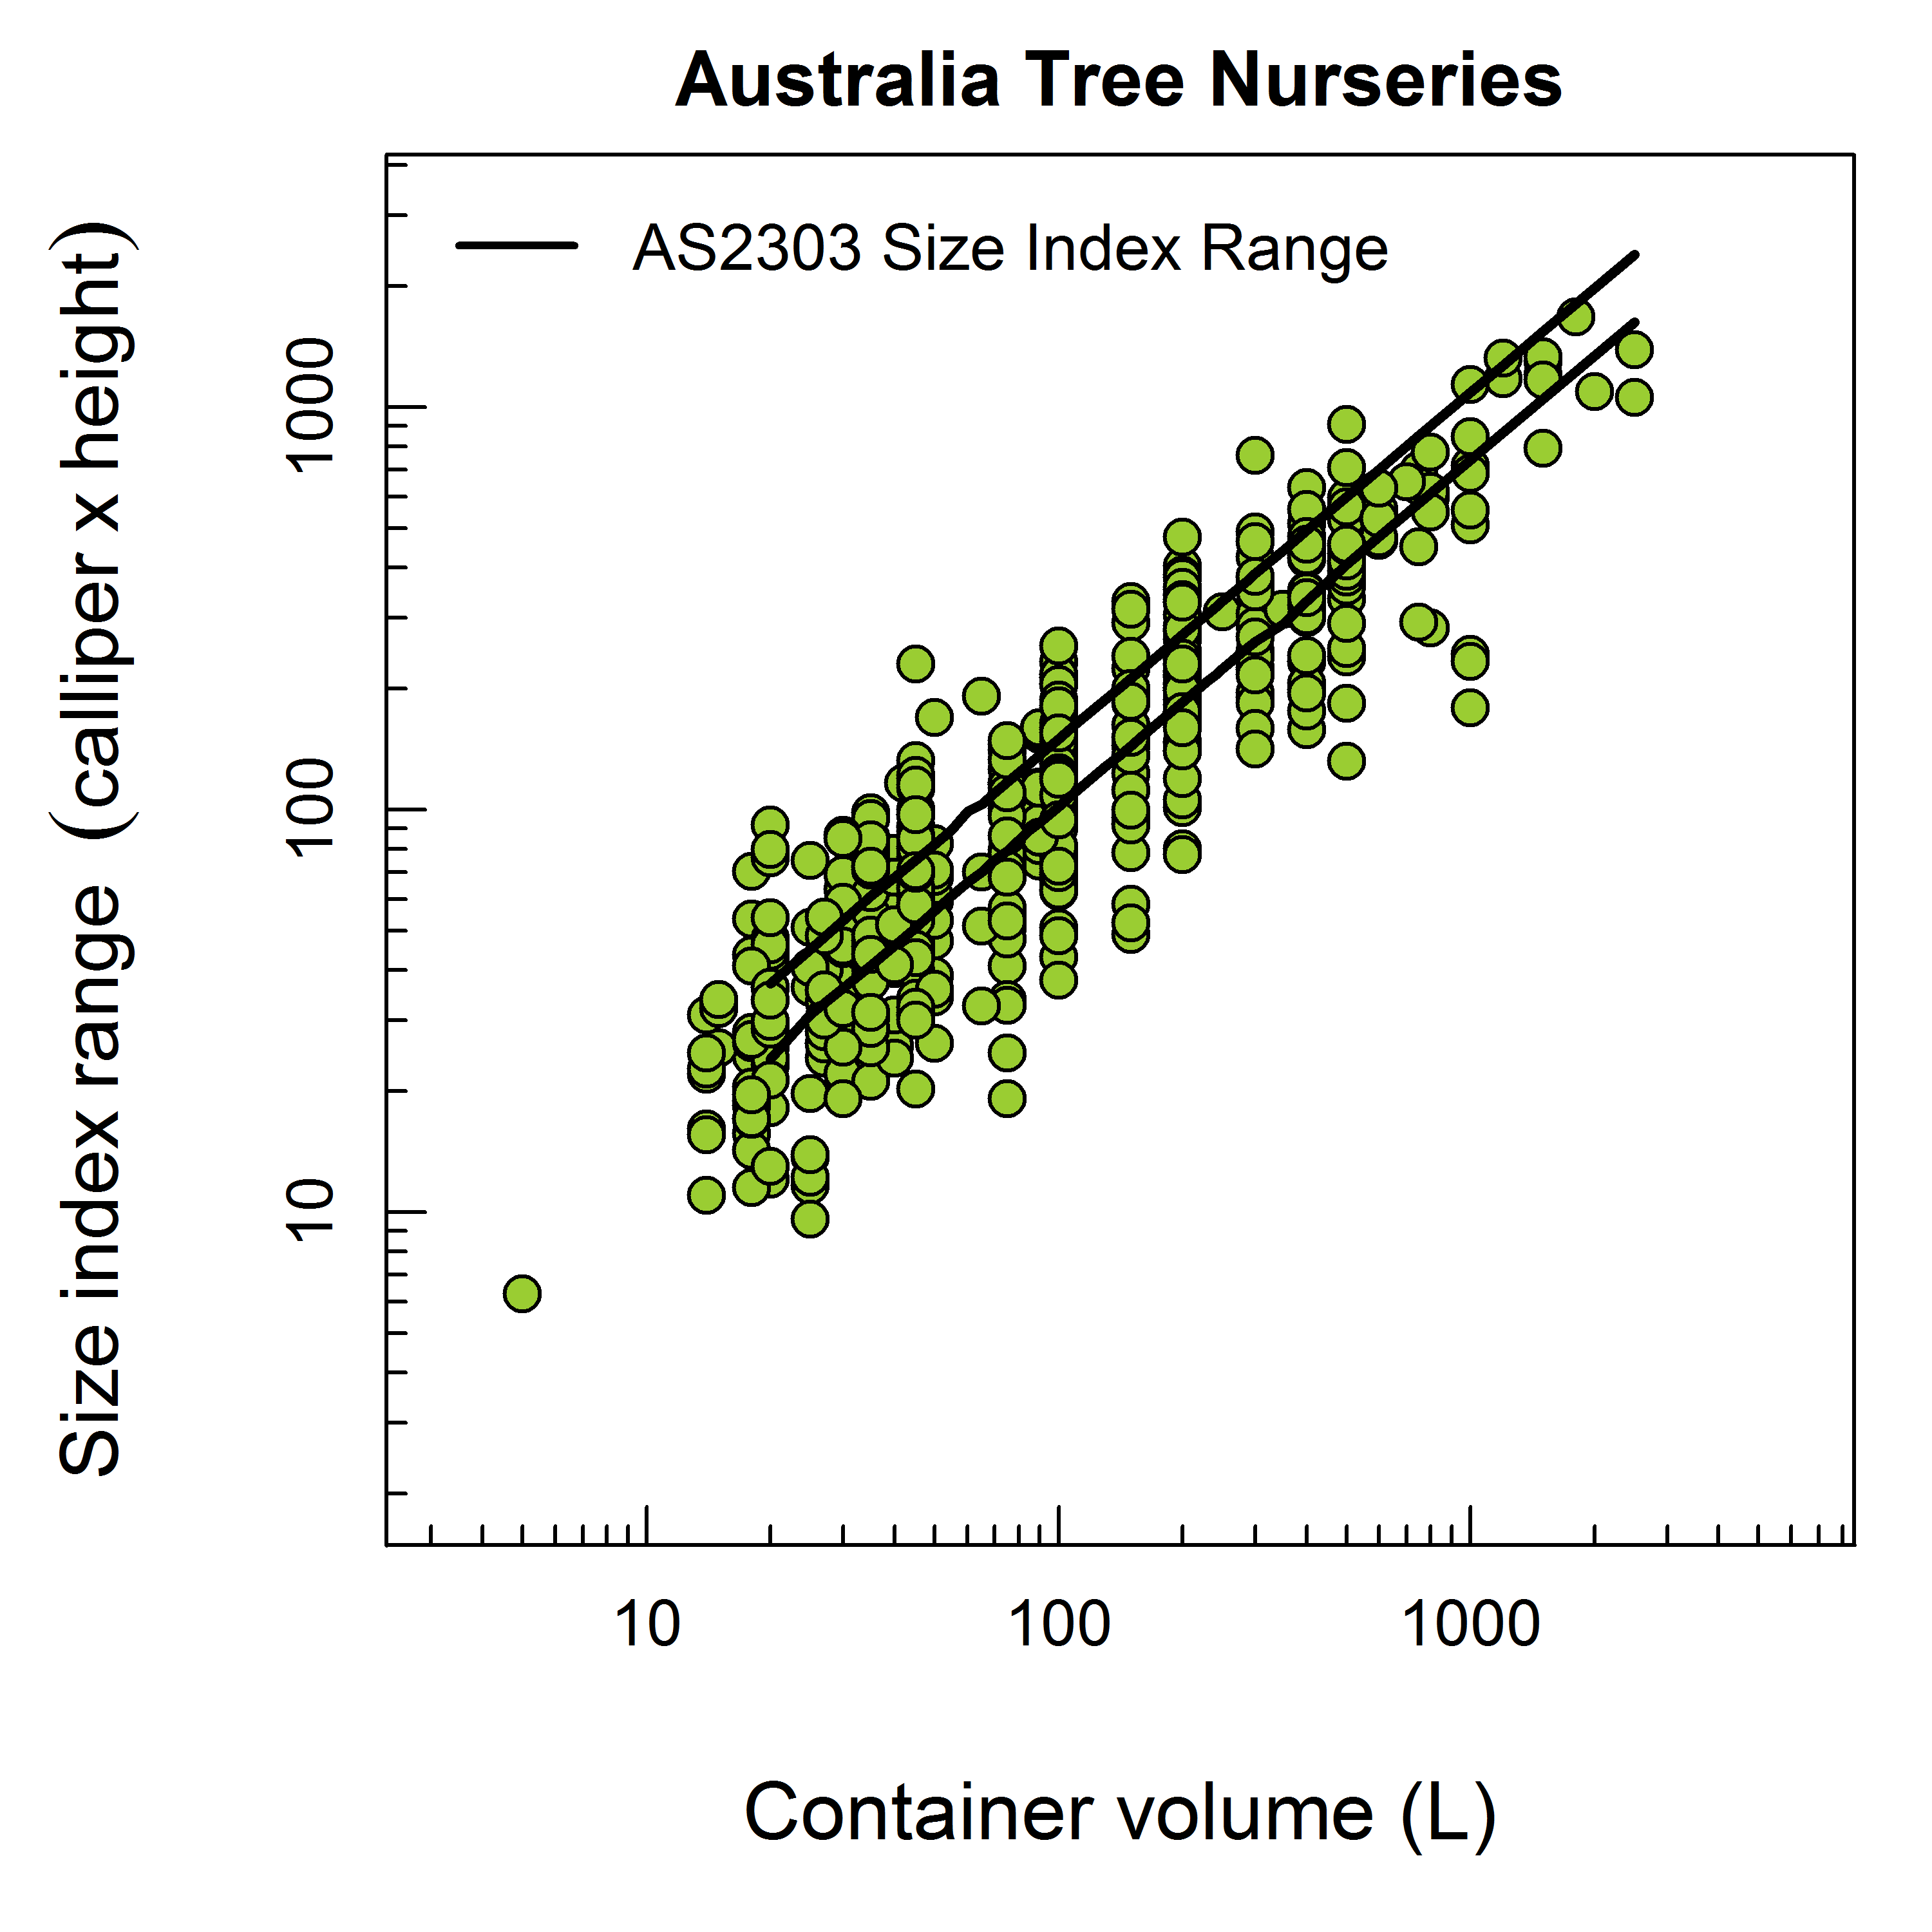 Australia Tree Nurseries
AS2303 Size Index Range
Size index range (calliper x height)
1000
100
10
10
100
1000
Container volume (L)